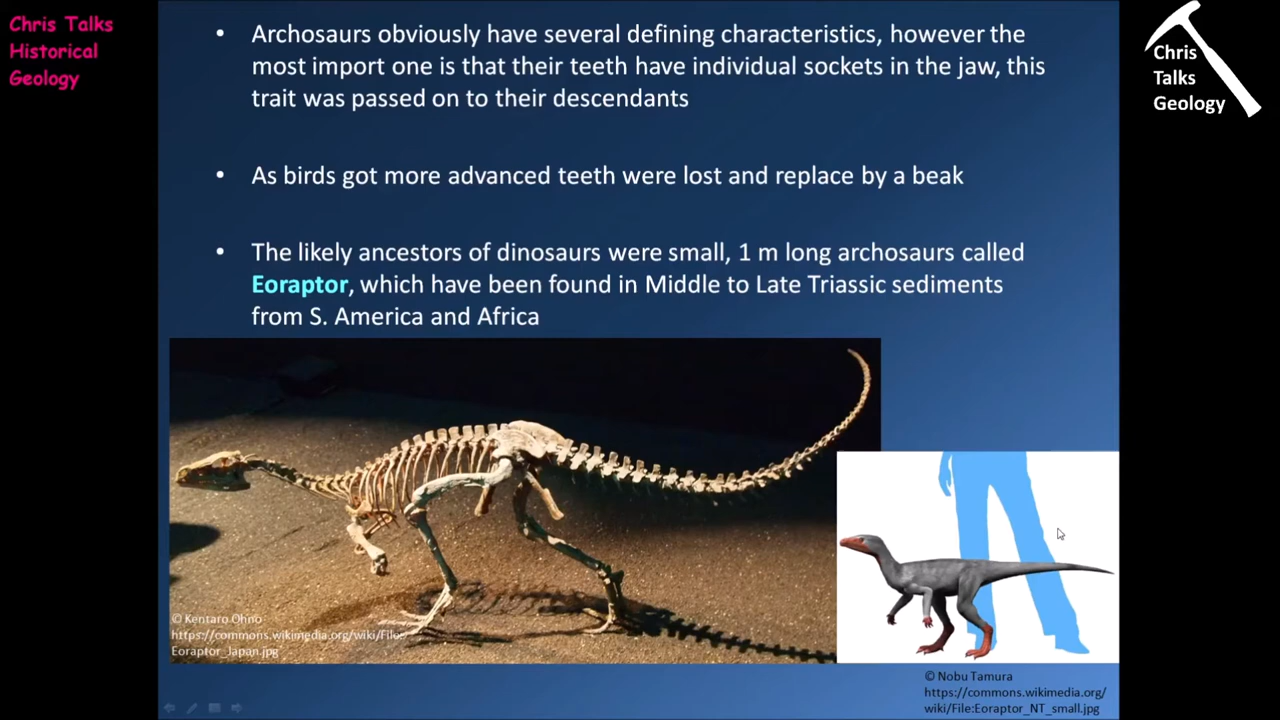 Chris Talks
Historical
Geology
Chris
Talks
Geology
• Archosaurs obviously have several defining characteristics, however the
most import one is that their teeth have individual sockets in the jaw, this
trait was passed on to their descendants
• As birds got more advanced teeth were lost and replace by a beak
• The likely ancestors of dinosaurs were small, 1 m long archosaurs called
Eoraptor, which have been found in Middle to Late Triassic sediments
from S. America and Africa
© Kentaro Ohno
https://commons.wikimedia.org/wiki/File:
Eoraptor_Japan.jpg
© Nobu Tamura
https://commons.wikimedia.org/
wiki/File:Eoraptor_NT_small.jpg